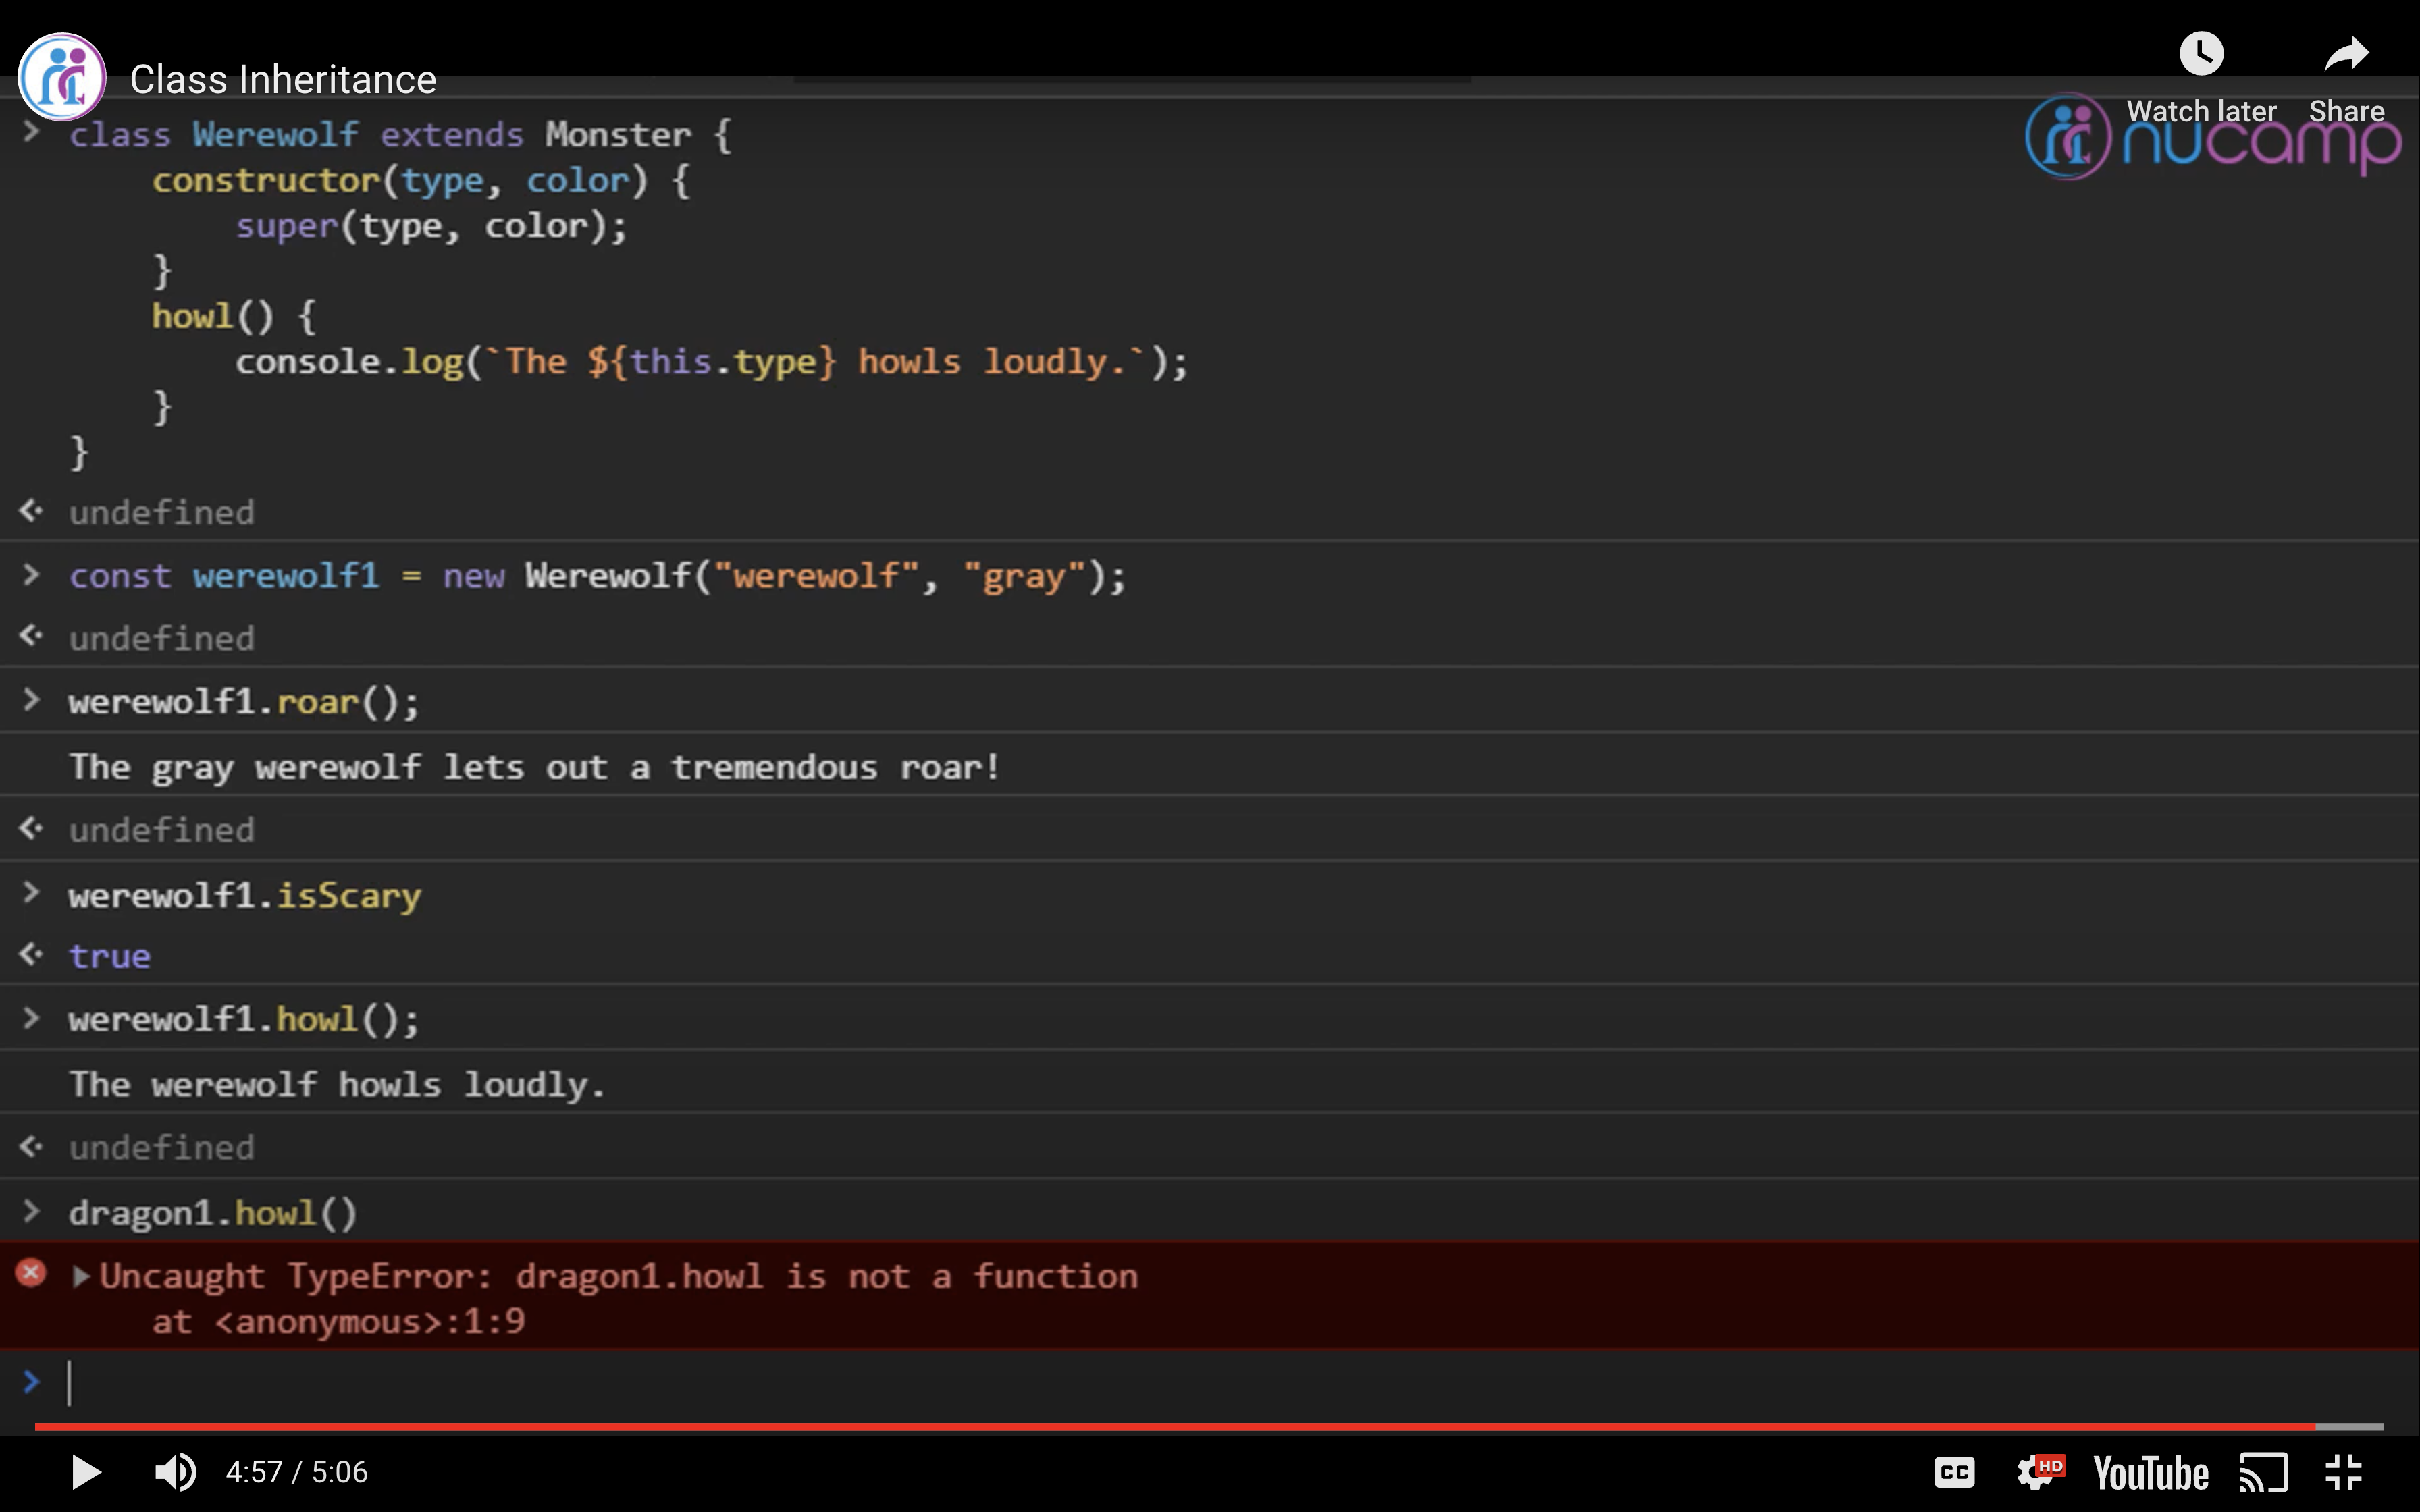 Class Inheritance
Watch later Share
nucamp
> class Werewolf extends Monster {
constructor(type, color) {
super(type, color);
}
howl() {
console.log(`The ${this.type} howls loudly.`);
}
}
undefined
> const werewolf1 = new Werewolf("werewolf", "gray");
undefined
> werewolf1.roar();
The gray werewolf lets out a tremendous roar!
undefined
> werewolf1.isScary
true
> werewolf1.howl();
The werewolf howls loudly.
undefined
> dragon1.howl()
Uncaught TypeError: dragon1.howl is not a function
at <anonymous>:1:9
>
4:57 / 5:06
CC HD YouTube